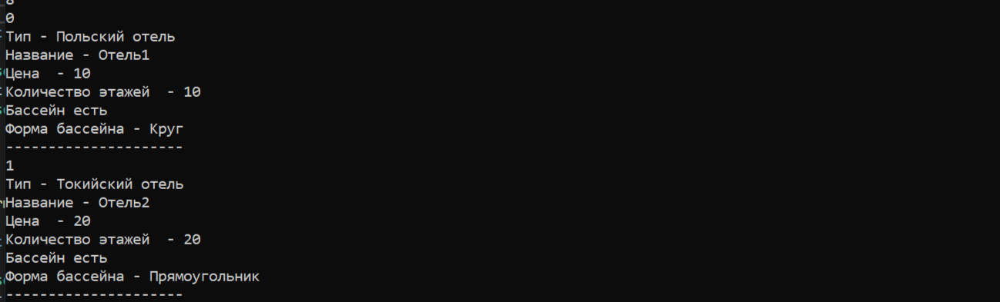 8
0
Тип - Польский отель
Название - Отель1
Цена  - 10
Количество этажей  - 10
Бассейн есть
Форма бассейна - Круг
---------------------
1
Тип - Токийский отель
Название - Отель2
Цена  - 20
Количество этажей  - 20
Бассейн есть
Форма бассейна - Прямоугольник
---------------------